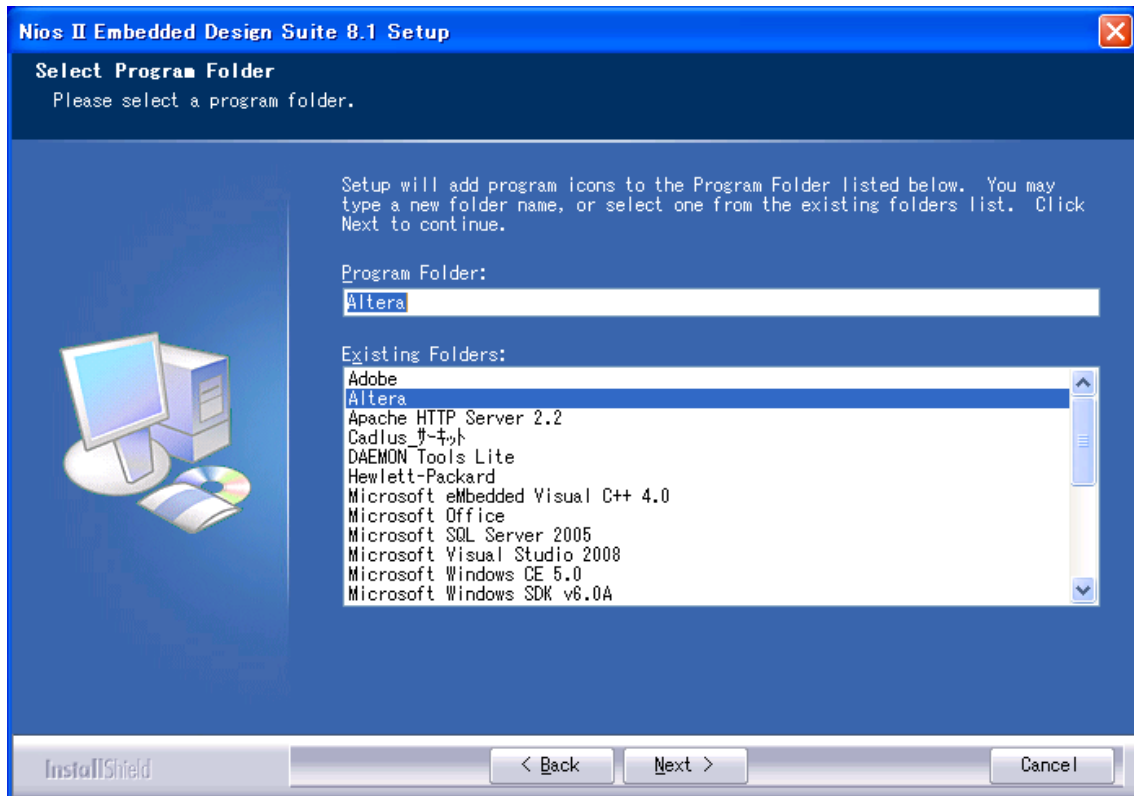 Nios II Embedded Design Suite 8.1 Setup
Select Program Folder
Please select a program folder.
Setup will add program icons to the Program Folder listed below. You may
type a new folder name, or select one from the existing folders list. Click
Next to continue.
Program Folder:
Altera
Existing Folders:
Adobe
Altera
Apache HTTP Server 2.2
Cadlus_ｻｰｷｯﾄ
DAEMON Tools Lite
Hewlett-Packard
Microsoft eMbedded Visual C++ 4.0
Microsoft Office
Microsoft SQL Server 2005
Microsoft Visual Studio 2008
Microsoft Windows CE 5.0
Microsoft Windows SDK v6.0A
InstallShield
< Back
Next >
Cancel